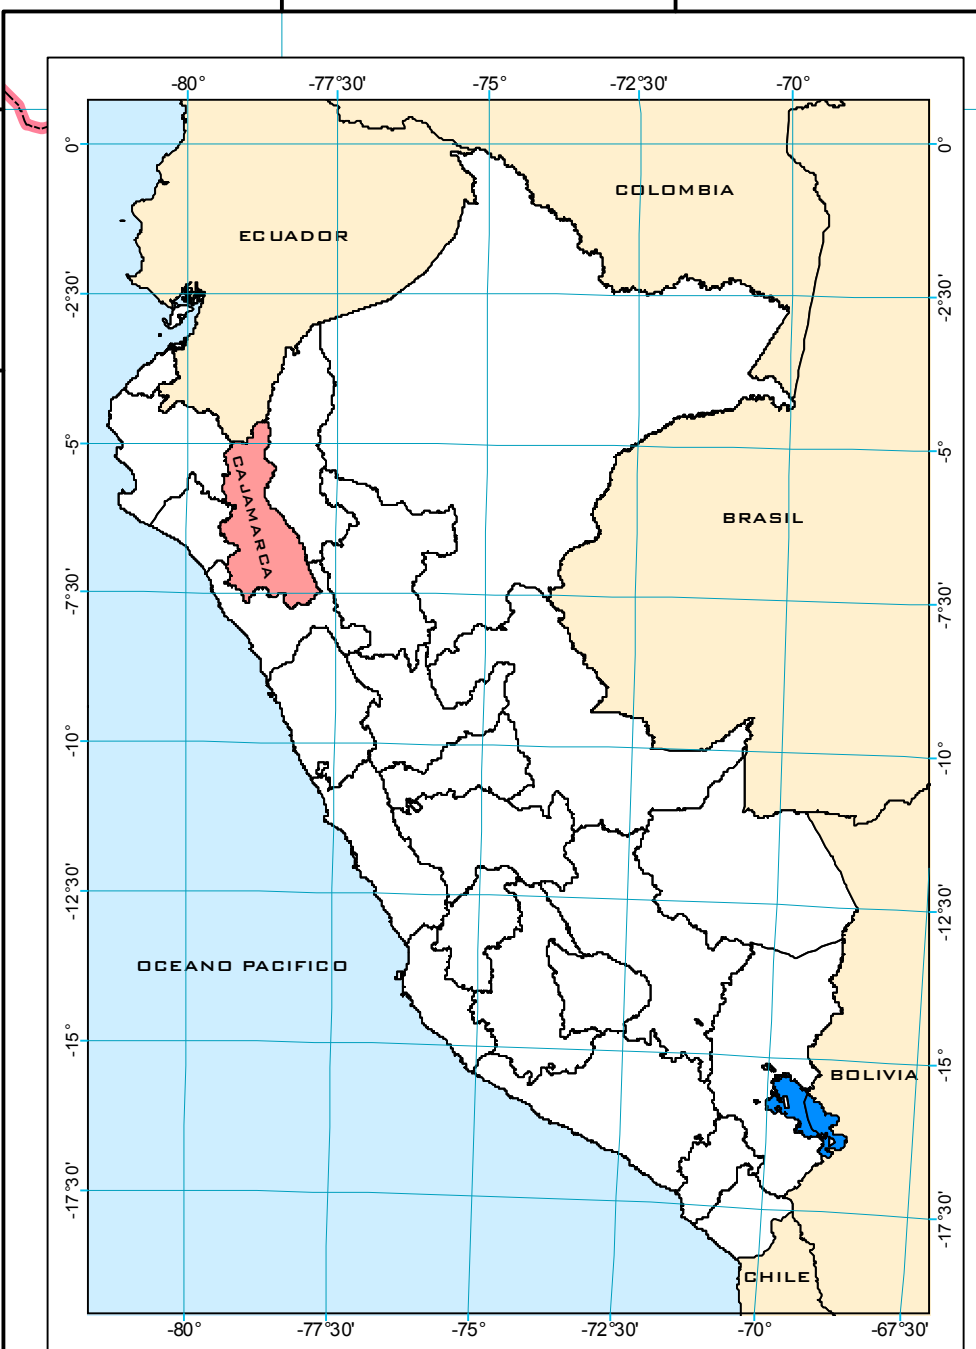 -80° -77°30' -75° -72°30' -70°
0° 0°
COLOMBIA
ECUADOR
-2°30' -2°30'
-5° -5°
CAJAMARCA
BRASIL
-7°30' -7°30'
-10° -10°
-12°30' -12°30'
OCEANO PACIFICO
-15° -15°
BOLIVIA
-17°30' -17°30'
CHILE
-80° -77°30' -75° -72°30' -70° -67°30'